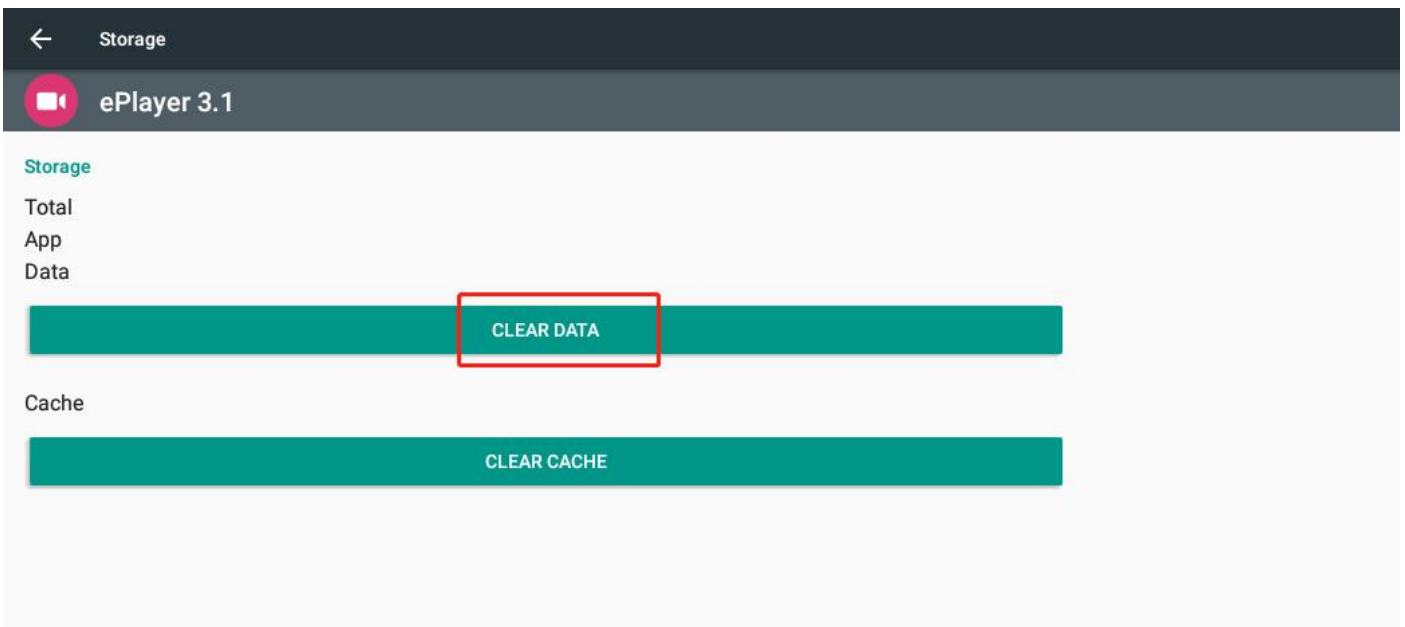 Storage
ePlayer 3.1
Storage
Total
App
Data
CLEAR DATA
Cache
CLEAR CACHE